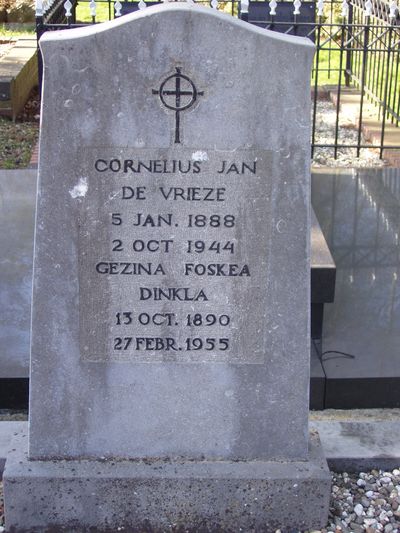 CORNELIUS JAN
DE VRIEZE
5 JAN. 1888
2 OCT 1944
GEZINA FOSKEA
DINKLA
13 OCT. 1890
27 FEBR. 1955